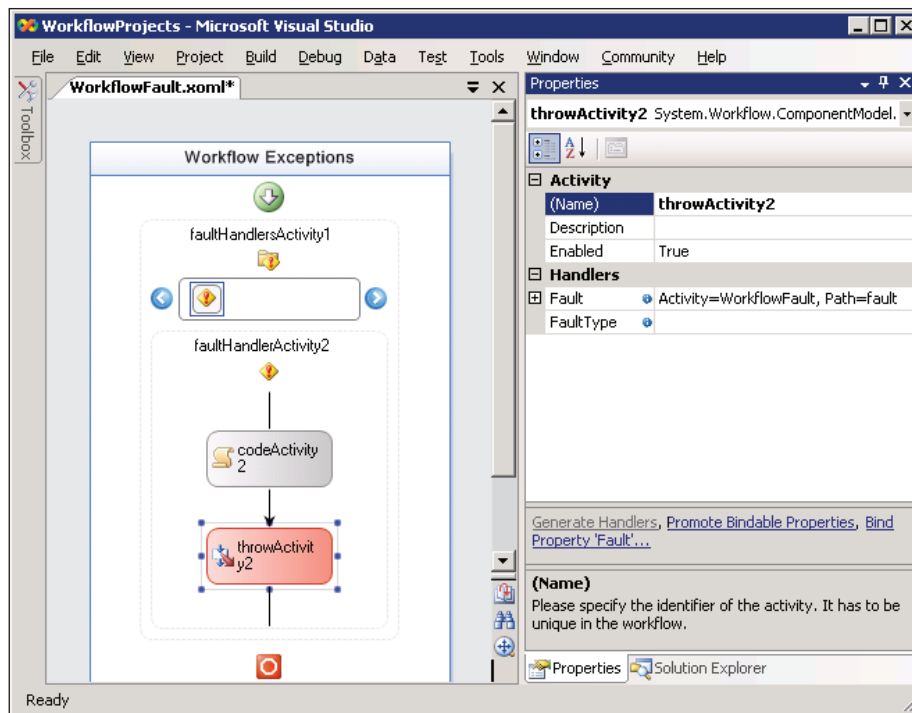 WorkflowProjects - Microsoft Visual Studio
File Edit View Project Build Debug Data Test Tools Window Community Help
Toolbox
WorkflowFault.xoml*
Workflow Exceptions
faultHandlersActivity1
faultHandlerActivity2
codeActivity
2
throwActivit
y2
Properties
throwActivity2 System.Workflow.ComponentModel.
Activity
(Name) throwActivity2
Description
Enabled True
Handlers
Fault Activity=WorkflowFault, Path=fault
FaultType
Generate Handlers, Promote Bindable Properties, Bind
Property 'Fault'...
(Name)
Please specify the identifier of the activity. It has to be
unique in the workflow.
Properties Solution Explorer
Ready